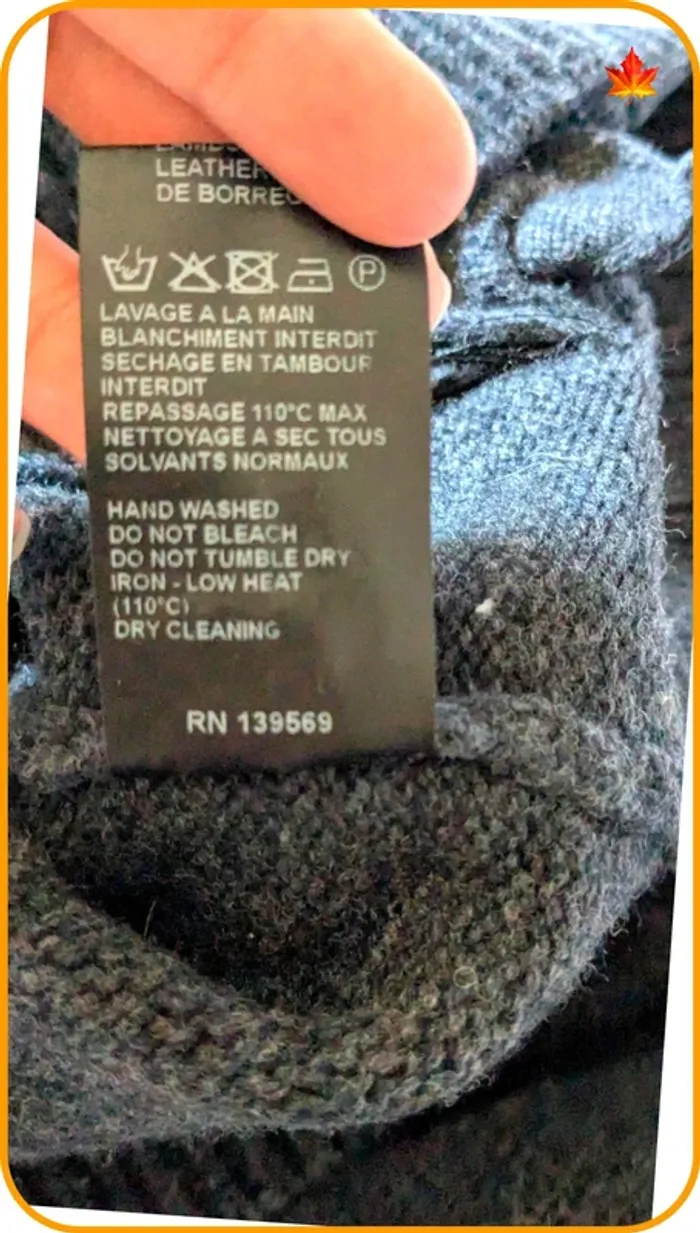 LEATHER
DE
P
LAVAGE A LA MAIN
BLANCHIMENT INTERDIT
SECHAGE EN TAMBOUR
INTERDIT
REPASSAGE 110°C MAX
NETTOYAGE A SEC TOUS
SOLVANTS NORMAUX
HAND WASHED
DO NOT BLEACH
DO NOT TUMBLE DRY
IRON - LOW HEAT
(110°C)
DRY CLEANING
RN 139569